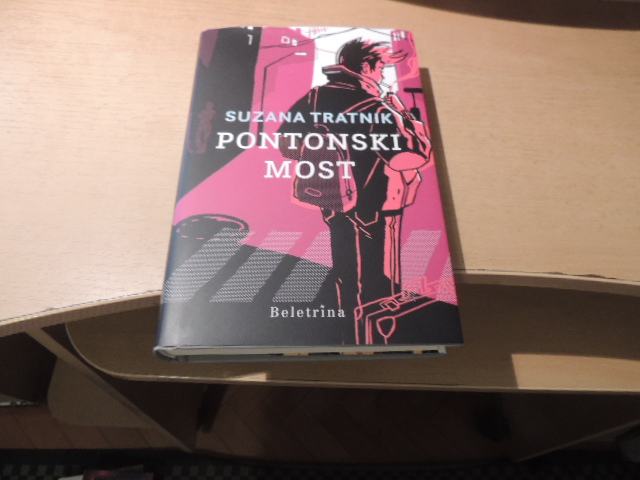 SUZANA TRATNIK
PONTONSKI
MOST
Beletrina